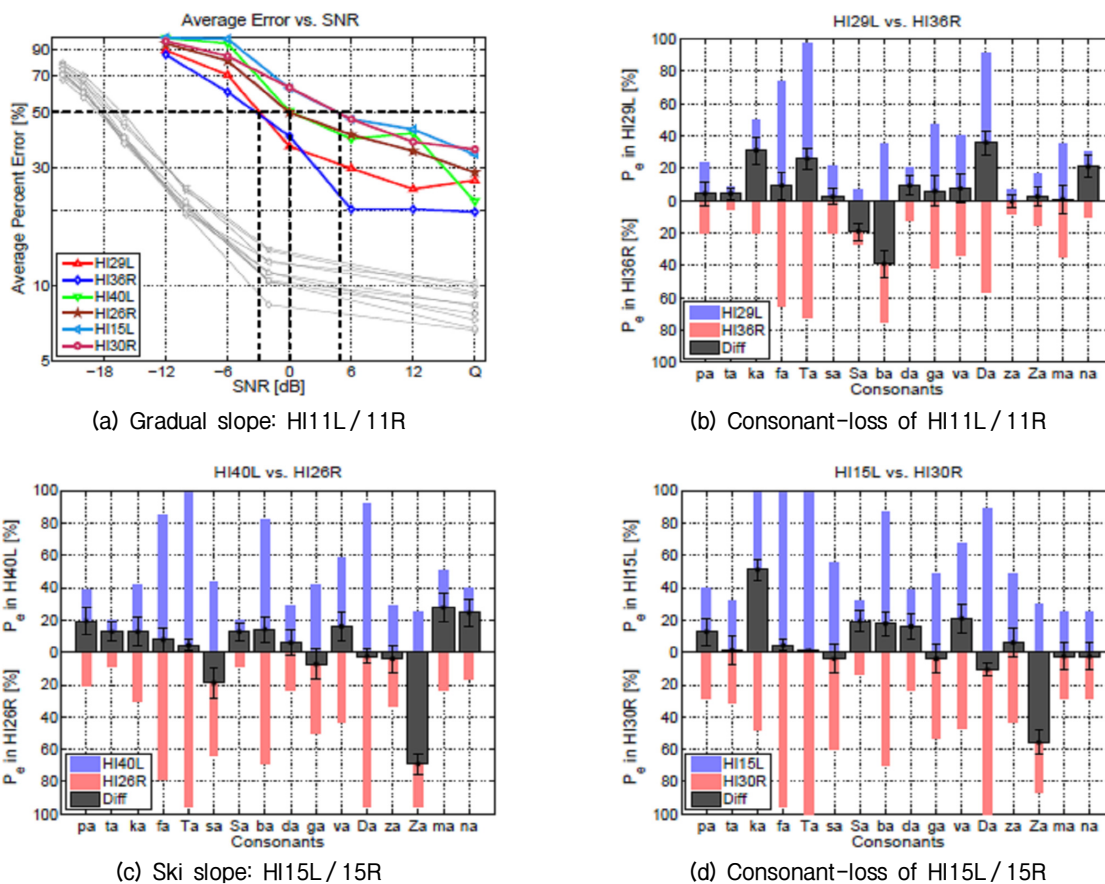 Average Error vs. SNR
Average Percent Error [%]
90
70
50
30
10
5
HI29L
HI36R
HI40L
HI26R
HI15L
HI30R
−18 −12 −6 0 6 12 Q
SNR [dB]
(a) Gradual slope: HI11L / 11R
HI29L vs. HI36R
P_e in HI29L [%]
P_e in HI36R [%]
100
80
60
40
20
0
20
40
60
80
100
HI29L
HI36R
Diff
pa ta ka fa Ta sa Sa ba da ga va Da za Za ma na
Consonants
(b) Consonant-loss of HI11L / 11R
HI40L vs. HI26R
P_e in HI40L [%]
P_e in HI26R [%]
100
80
60
40
20
0
20
40
60
80
100
HI40L
HI26R
Diff
pa ta ka fa Ta sa Sa ba da ga va Da za Za ma na
Consonants
(c) Ski slope: HI15L / 15R
HI15L vs. HI30R
P_e in HI15L [%]
P_e in HI30R [%]
100
80
60
40
20
0
20
40
60
80
100
HI15L
HI30R
Diff
pa ta ka fa Ta sa Sa ba da ga va Da za Za ma na
Consonants
(d) Consonant-loss of HI15L / 15R